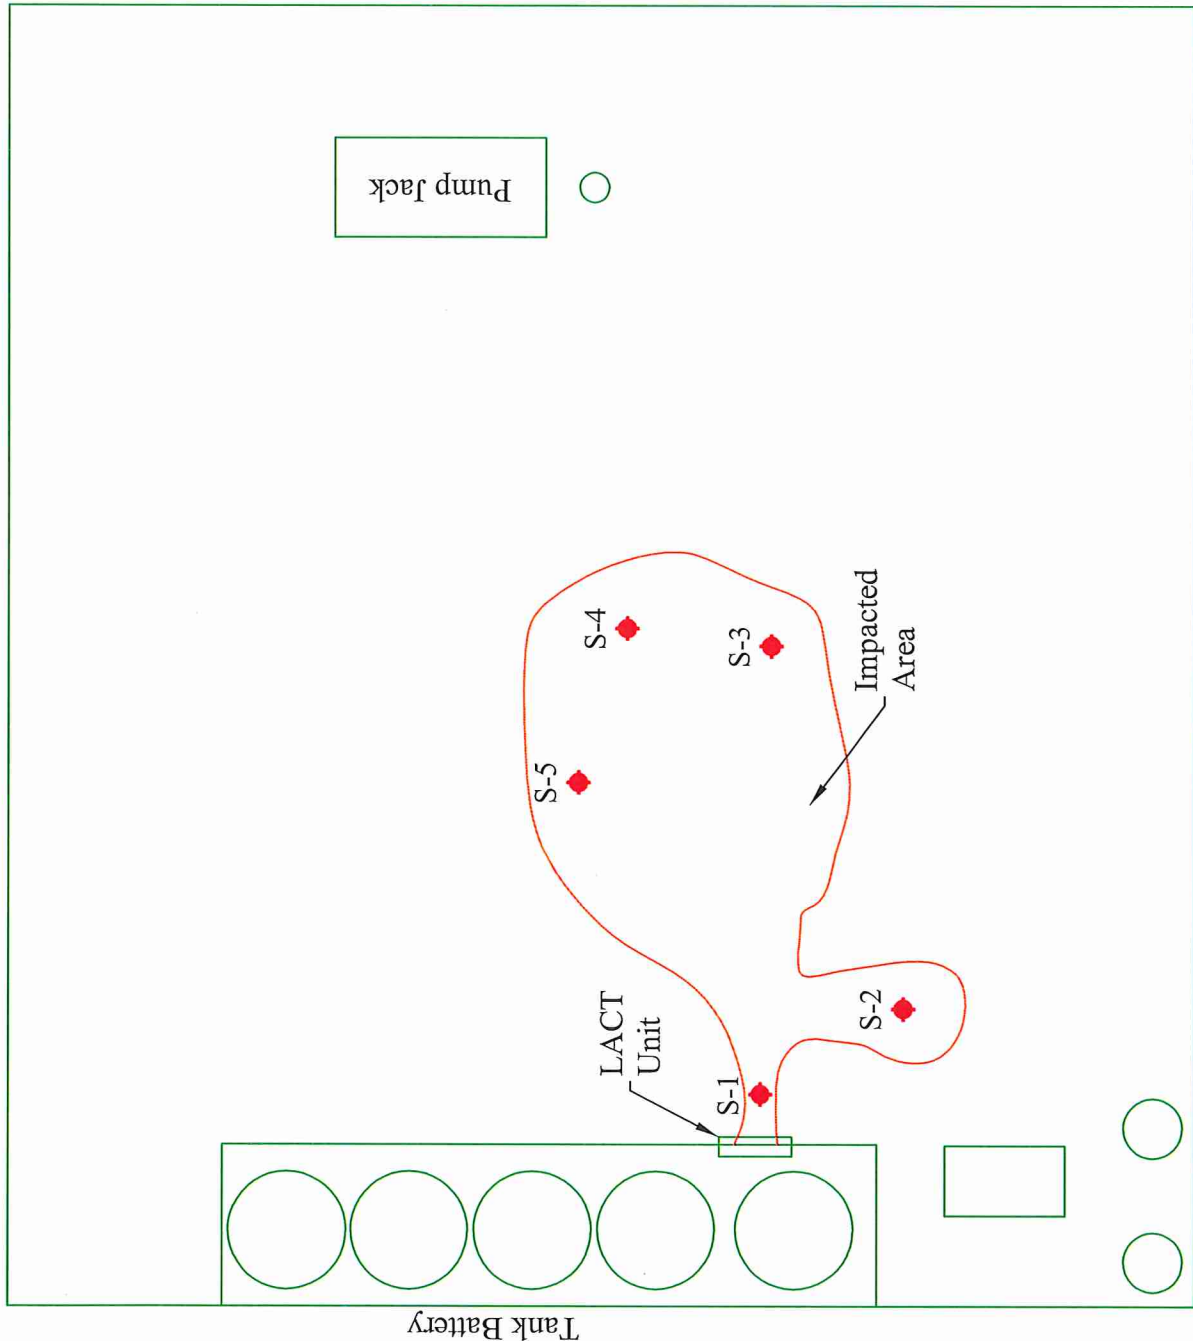 Pump Jack
S-4
S-3
Impacted
Area
S-5
S-2
LACT
Unit
S-1
Tank Battery